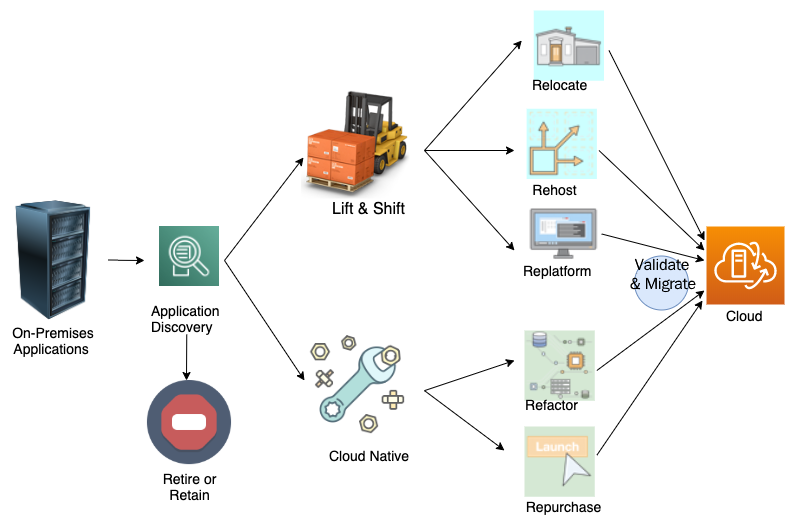 Relocate
Rehost
Lift & Shift
Replatform
Validate
& Migrate
Application
Discovery
On-Premises
Applications
Cloud
Refactor
Launch
Cloud Native
Retire or
Retain
Repurchase